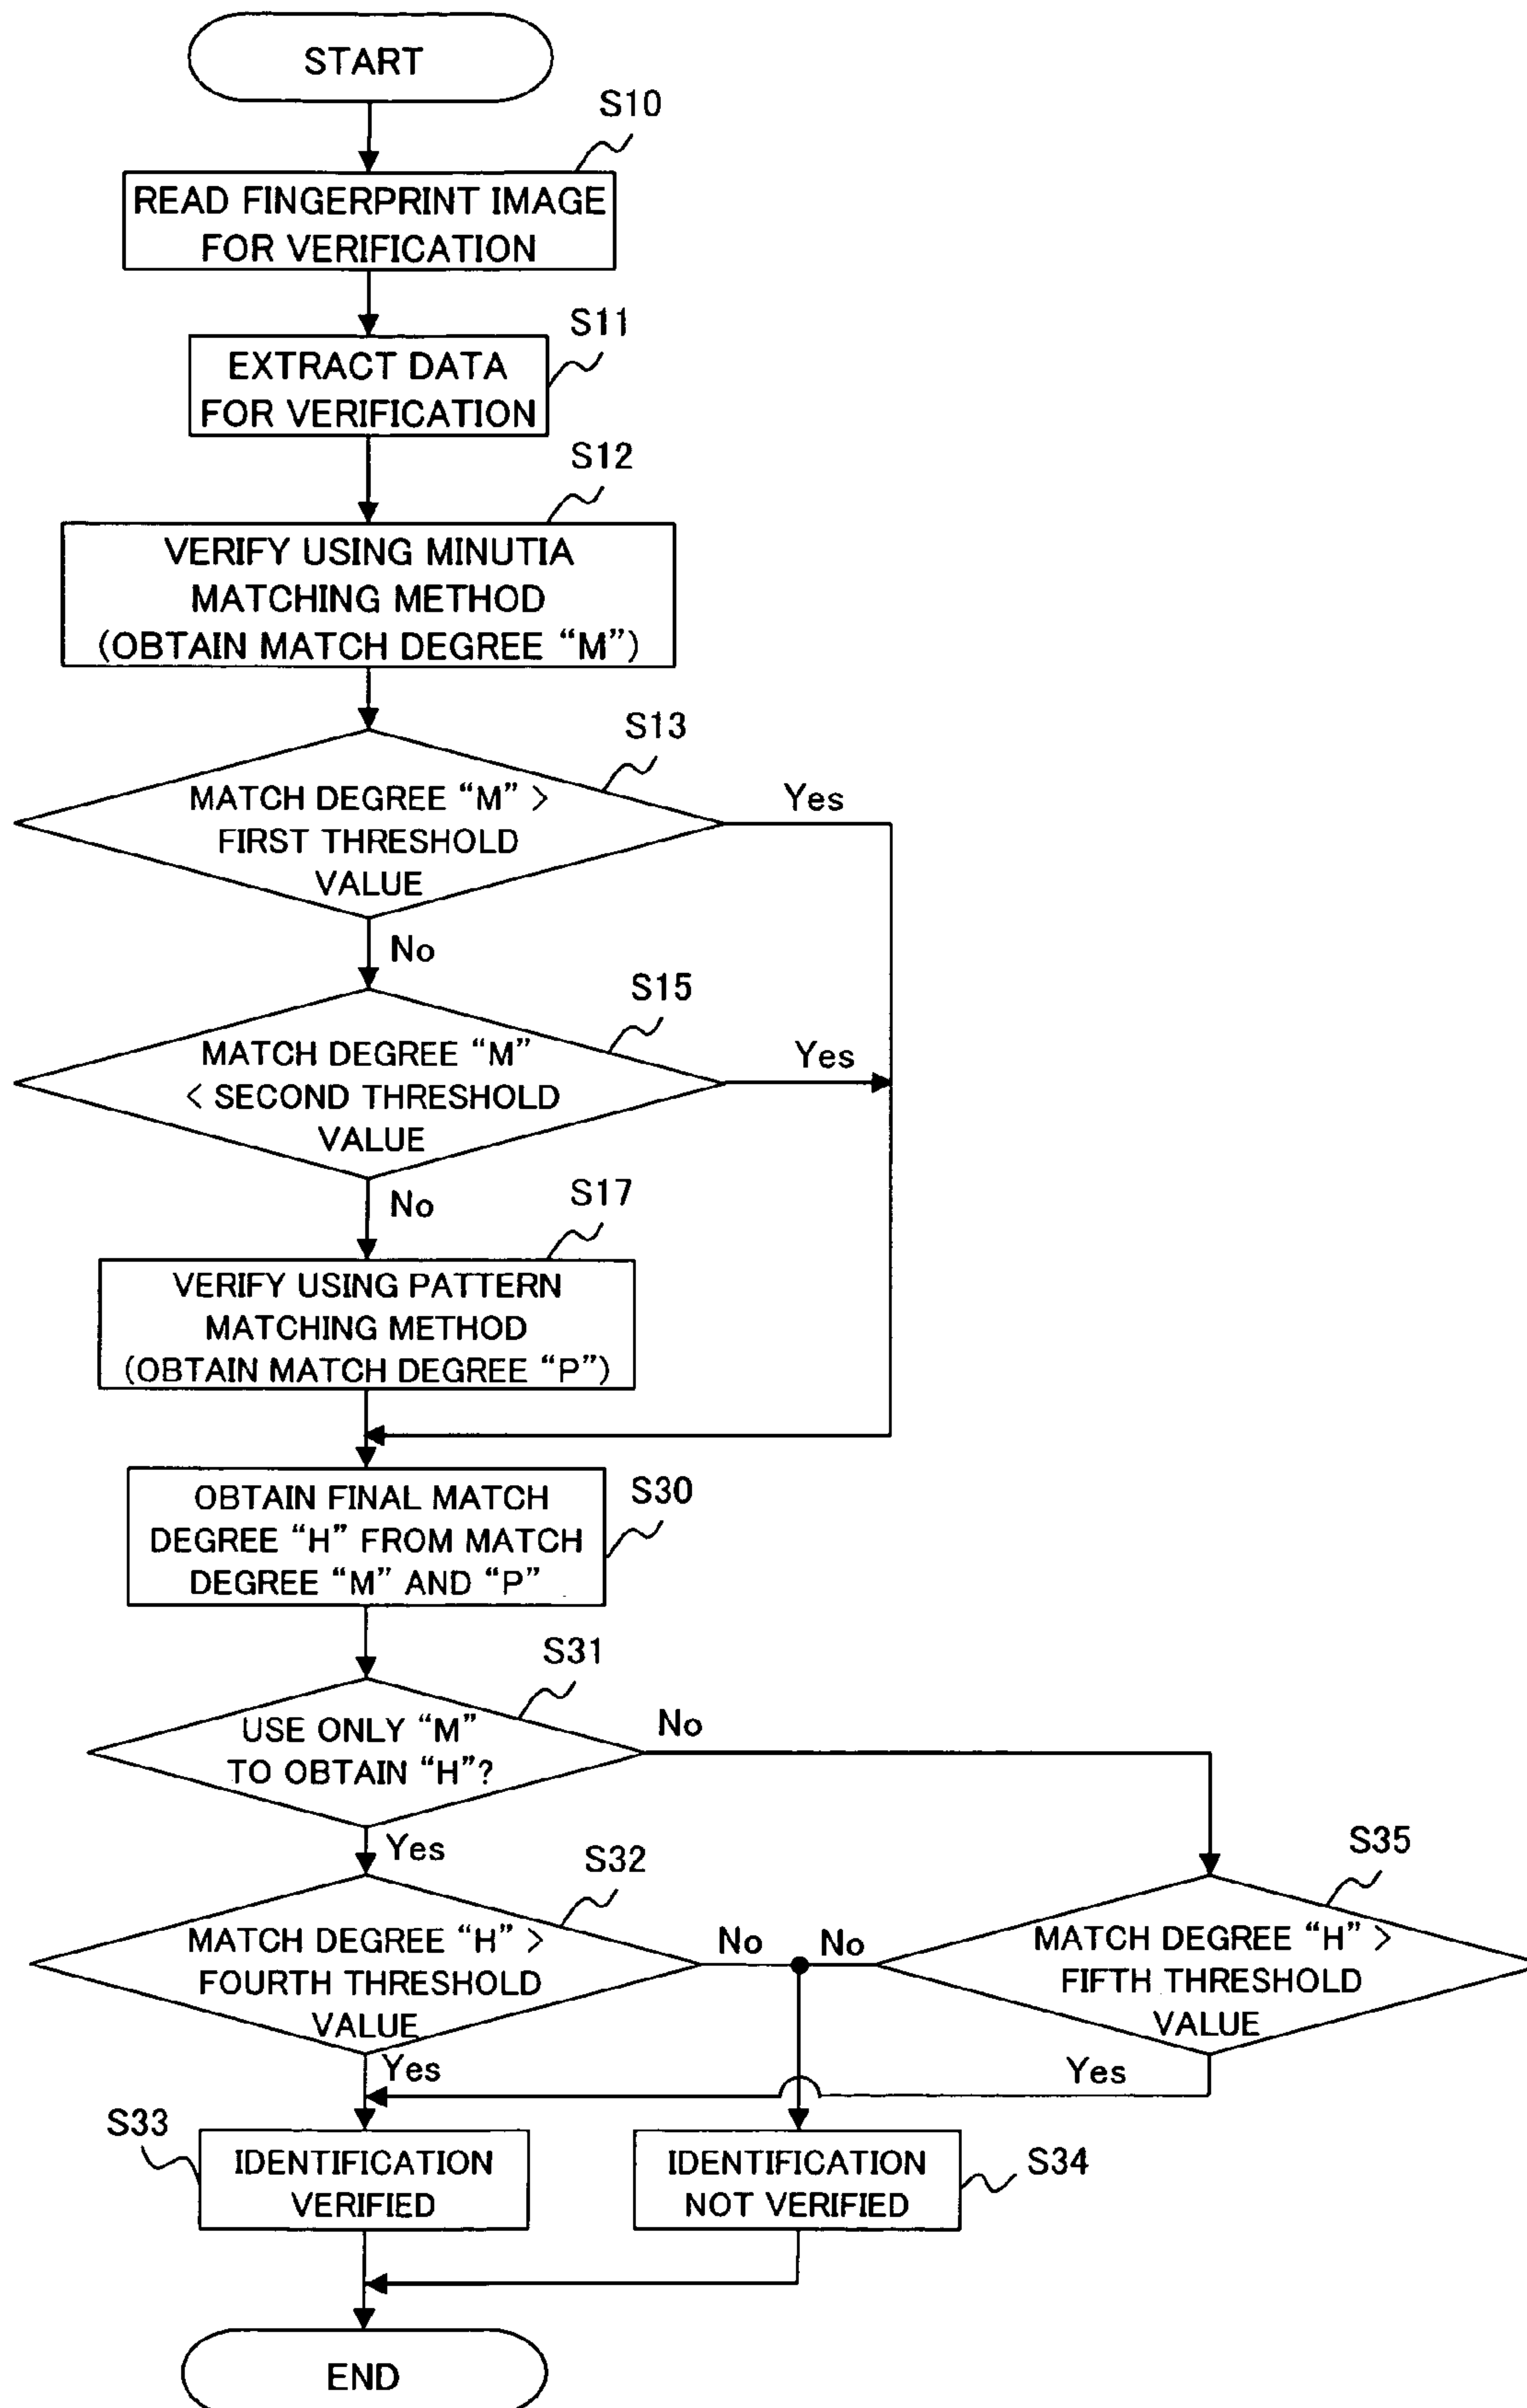 START
S10
READ FINGERPRINT IMAGE
FOR VERIFICATION
S11
EXTRACT DATA
FOR VERIFICATION
S12
VERIFY USING MINUTIA
MATCHING METHOD
(OBTAIN MATCH DEGREE “M”)
S13
MATCH DEGREE “M” >
FIRST THRESHOLD
VALUE
Yes
No
S15
MATCH DEGREE “M”
< SECOND THRESHOLD
VALUE
Yes
No
S17
VERIFY USING PATTERN
MATCHING METHOD
(OBTAIN MATCH DEGREE “P”)
S30
OBTAIN FINAL MATCH
DEGREE “H” FROM MATCH
DEGREE “M” AND “P”
S31
USE ONLY “M”
TO OBTAIN “H”?
No
Yes
S32
MATCH DEGREE “H” >
FOURTH THRESHOLD
VALUE
No
Yes
S35
MATCH DEGREE “H” >
FIFTH THRESHOLD
VALUE
No
Yes
S33
IDENTIFICATION
VERIFIED
IDENTIFICATION
NOT VERIFIED
S34
END